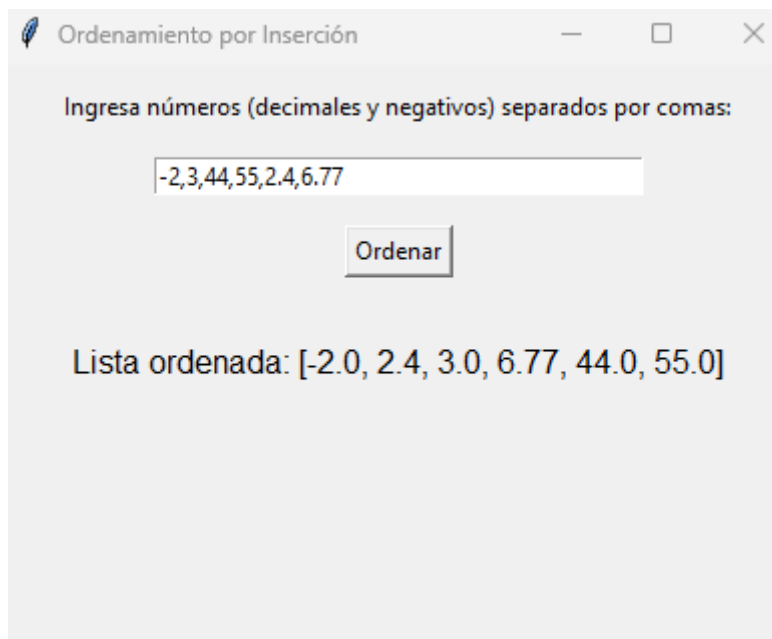 Ordenamiento por Inserción
Ingresa números (decimales y negativos) separados por comas:
-2,3,44,55,2.4,6.77
Ordenar
Lista ordenada: [-2.0, 2.4, 3.0, 6.77, 44.0, 55.0]